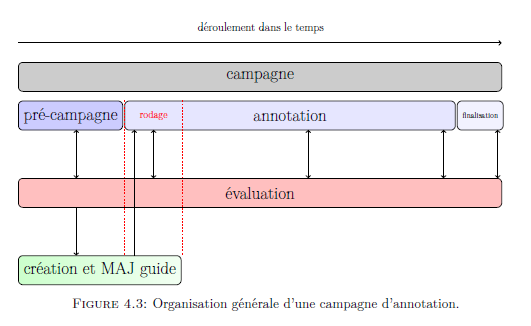 déroulement dans le temps
campagne
pré-campagne rodage annotation finalisation
évaluation
création et MAJ guide
FIGURE 4.3: Organisation générale d'une campagne d'annotation.